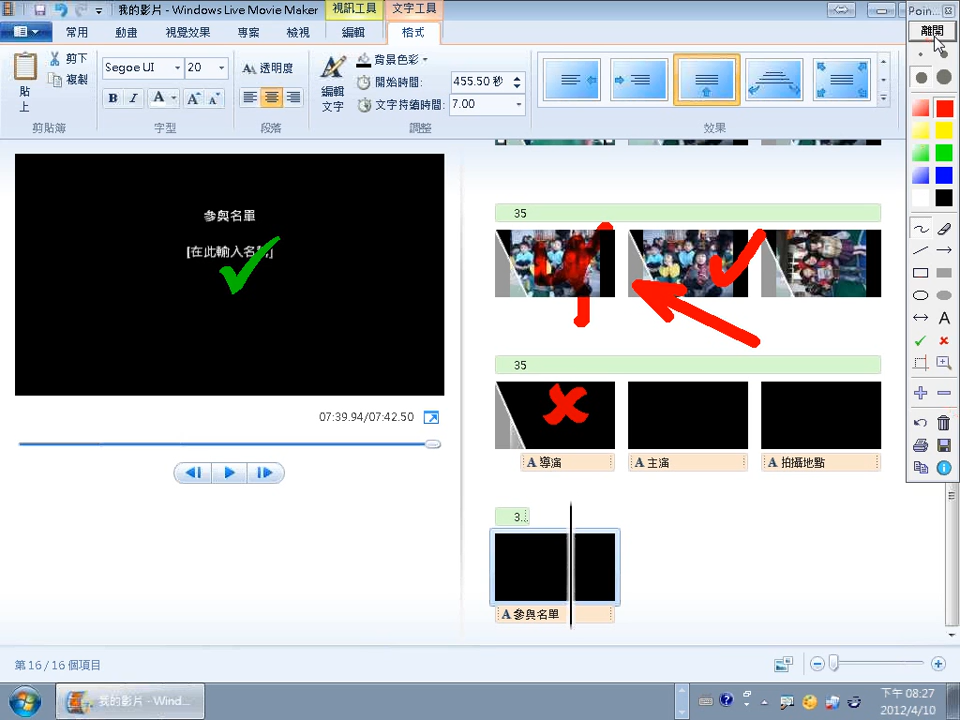 我的影片 - Windows Live Movie Maker
視訊工具
文字工具
Poin...
離開
常用
動畫
視覺效果
專案
檢視
編輯
格式
貼上
剪下
複製
剪貼簿
Segoe UI
20
B I A A A
字型
透明度
段落
編輯文字
背景色彩
開始時間:
455.50 秒
文字持續時間:
7.00
調整
效果
參與名單
[在此輸入名稱]
07:39.94/07:42.50
35
35
A 導演
A 主演
A 拍攝地點
3...
A 參與名單
A
第 16 / 16 個項目
我的影片 - Wind...
下午 08:27
2012/4/10